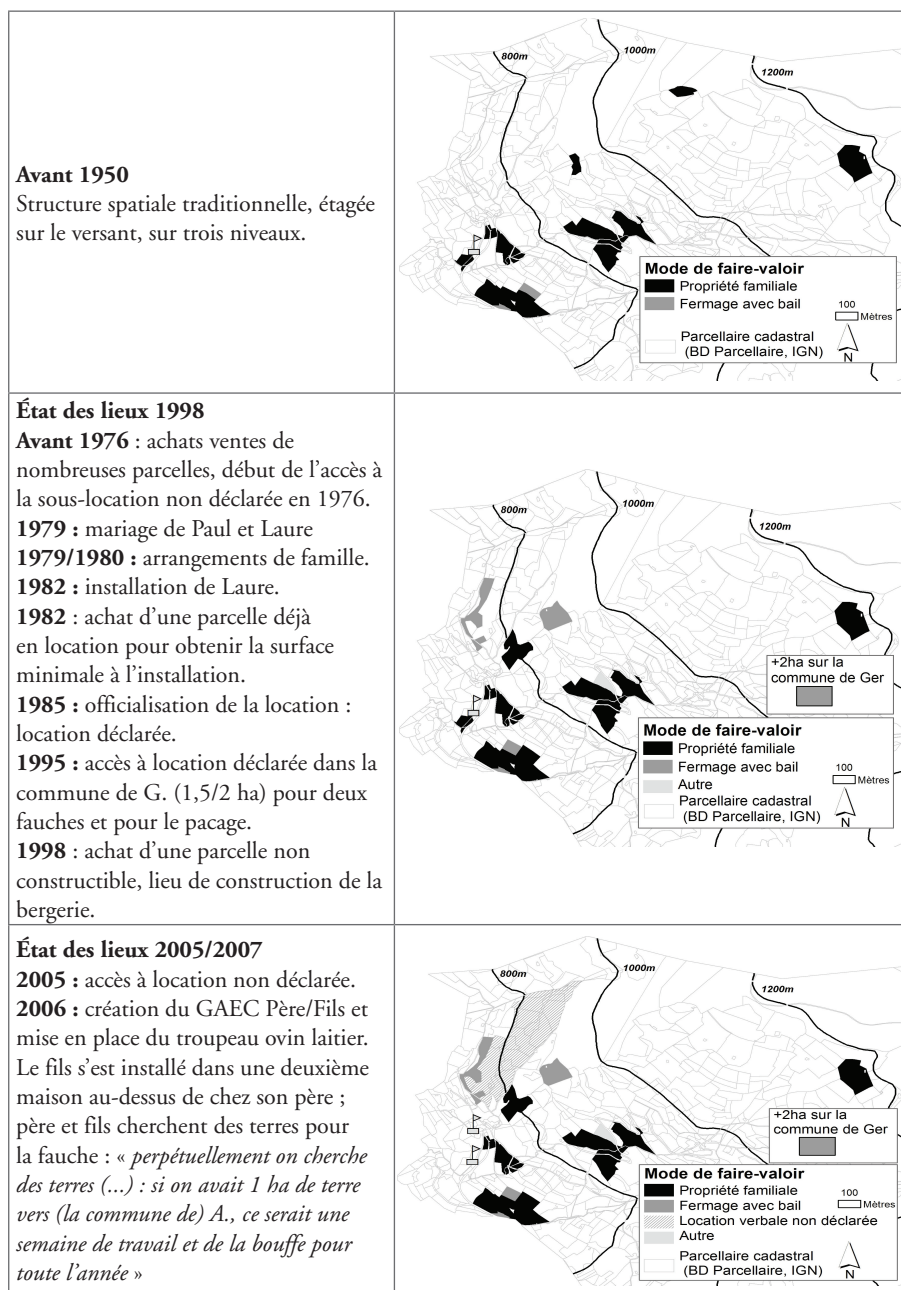 Avant 1950
Structure spatiale traditionnelle, étagée
sur le versant, sur trois niveaux.
800m
1000m
1200m
Mode de faire-valoir
Propriété familiale
Fermage avec bail
Parcellaire cadastral
(BD Parcellaire, IGN)
100
Mètres
N
État des lieux 1998
Avant 1976 : achats ventes de
nombreuses parcelles, début de l'accès à
la sous-location non déclarée en 1976.
1979 : mariage de Paul et Laure
1979/1980 : arrangements de famille.
1982 : installation de Laure.
1982 : achat d'une parcelle déjà
en location pour obtenir la surface
minimale à l'installation.
1985 : officialisation de la location :
location déclarée.
1995 : accès à location déclarée dans la
commune de G. (1,5/2 ha) pour deux
fauches et pour le pacage.
1998 : achat d'une parcelle non
constructible, lieu de construction de la
bergerie.
800m
1000m
1200m
+2ha sur la
commune de Ger
Mode de faire-valoir
Propriété familiale
Fermage avec bail
Autre
Parcellaire cadastral
(BD Parcellaire, IGN)
100
Mètres
N
État des lieux 2005/2007
2005 : accès à location non déclarée.
2006 : création du GAEC Père/Fils et
mise en place du troupeau ovin laitier.
Le fils s'est installé dans une deuxième
maison au-dessus de chez son père ;
père et fils cherchent des terres pour
la fauche : « perpétuellement on cherche
des terres (...) : si on avait 1 ha de terre
vers (la commune de) A., ce serait une
semaine de travail et de la bouffe pour
toute l'année »
800m
1000m
1200m
+2ha sur la
commune de Ger
Mode de faire-valoir
Propriété familiale
Fermage avec bail
Location verbale non déclarée
Autre
Parcellaire cadastral
(BD Parcellaire, IGN)
100
Mètres
N